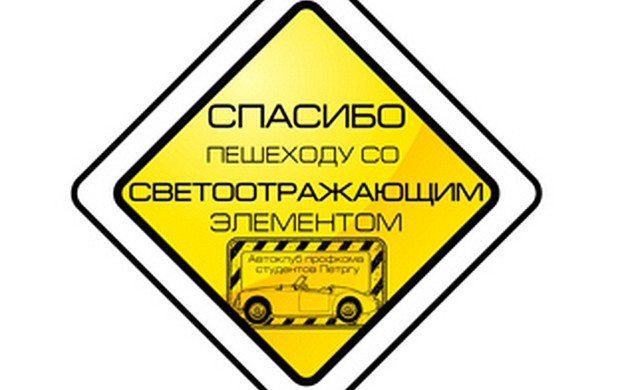 СПАСИБО
ПЕШЕХОДУ СО
СВЕТООТРАЖАЮЩИМ
ЭЛЕМЕНТОМ
Автоклуб профкома
студентов Петргу